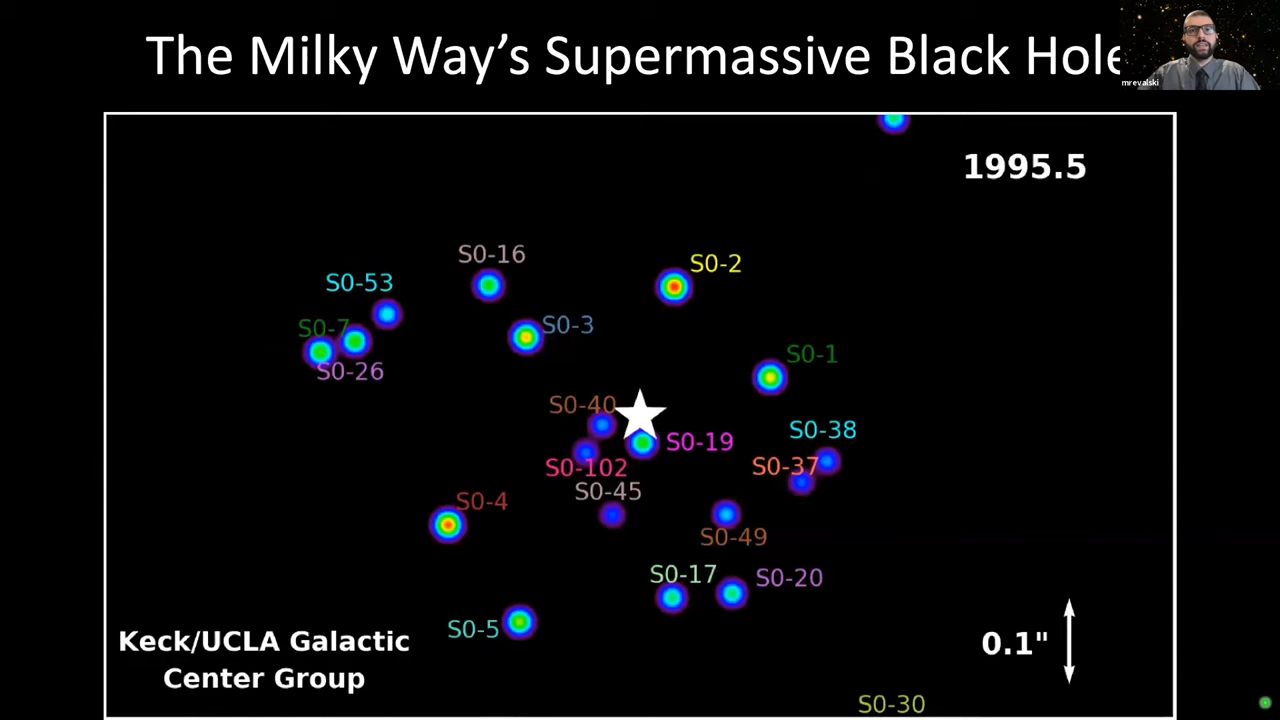 The Milky Way's Supermassive Black Hole
mrevalski
1995.5
S0-16
S0-2
S0-53
S0-7
S0-3
S0-26
S0-1
S0-40
S0-38
S0-19
S0-102
S0-37
S0-45
S0-4
S0-49
S0-17
S0-20
S0-5
Keck/UCLA Galactic
Center Group
0.1"
S0-30